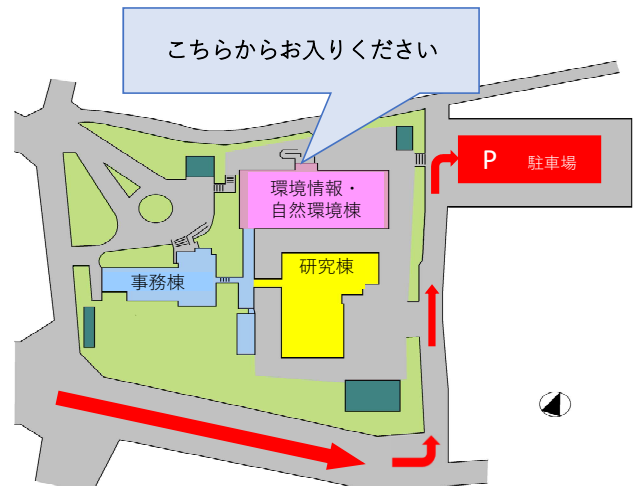 こちらからお入りください
P 駐車場
環境情報・
自然環境棟
研究棟
事務棟